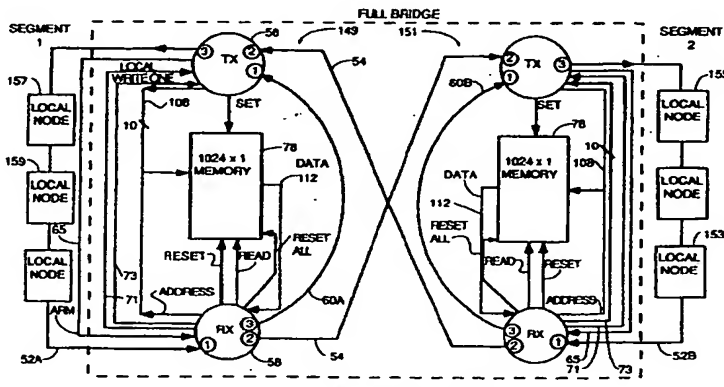 FULL BRIDGE
SEGMENT
1
SEGMENT
2
149
151
56
54
3
TX
2
1
2
TX
3
1
157
LOCAL
WRITE ONE
108
SET
60B
SET
LOCAL
NODE
10
78
1024 x 1
MEMORY
DATA
112
78
1024 x 1
MEMORY
DATA
112
10
108
LOCAL
NODE
159
LOCAL
NODE
LOCAL
NODE
65
RESET
READ
RESET
ALL
RESET
ALL
READ
RESET
153
LOCAL
NODE
73
71
ADDRESS
60A
ADDRESS
LOCAL
NODE
ARM
52A
1
RX
3
2
58
54
3
2
RX
1
65
71
73
52B